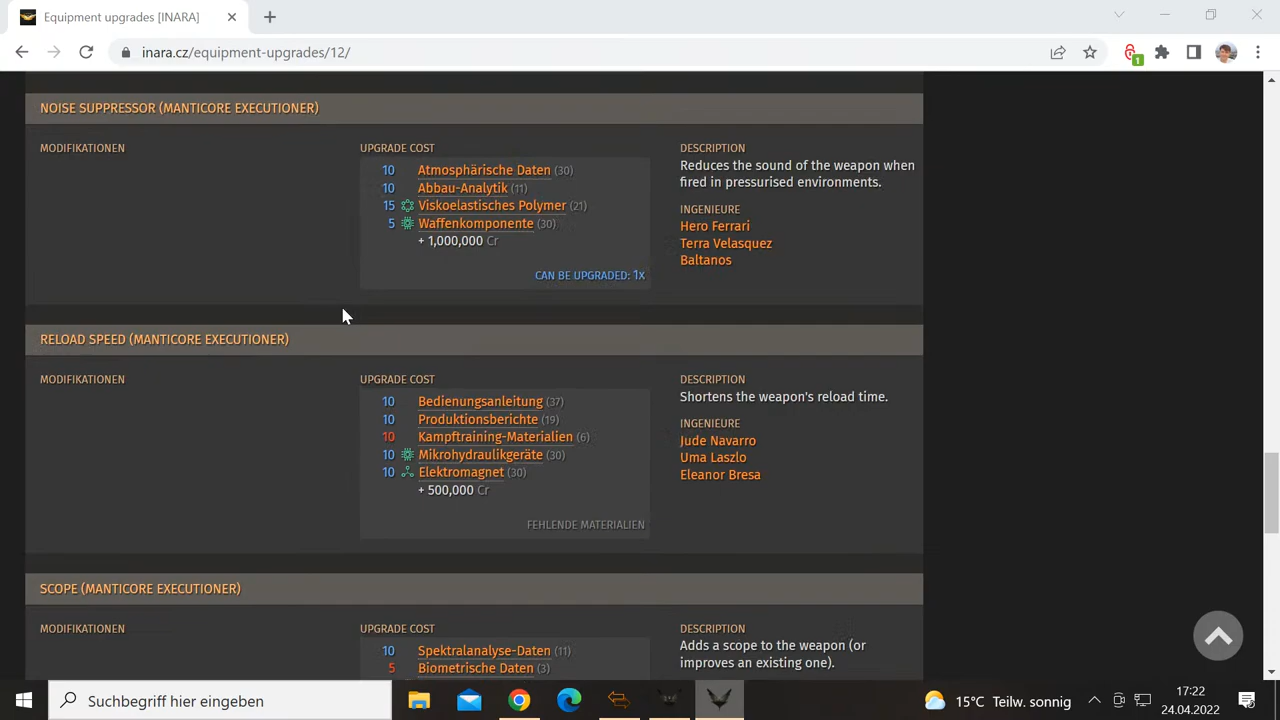 Equipment upgrades [INARA]
inara.cz/equipment-upgrades/12/
1
NOISE SUPPRESSOR (MANTICORE EXECUTIONER)
MODIFIKATIONEN
UPGRADE COST
10 Atmosphärische Daten (30)
10 Abbau-Analytik (11)
15 Viskoelastisches Polymer (21)
5 Waffenkomponente (30)
+ 1,000,000 Cr
CAN BE UPGRADED: 1x
DESCRIPTION
Reduces the sound of the weapon when
fired in pressurised environments.
INGENIEURE
Hero Ferrari
Terra Velasquez
Baltanos
RELOAD SPEED (MANTICORE EXECUTIONER)
MODIFIKATIONEN
UPGRADE COST
10 Bedienungsanleitung (37)
10 Produktionsberichte (19)
10 Kampftraining-Materialien (6)
10 Mikrohydraulikgeräte (30)
10 Elektromagnet (30)
+ 500,000 Cr
FEHLENDE MATERIALIEN
DESCRIPTION
Shortens the weapon's reload time.
INGENIEURE
Jude Navarro
Uma Laszlo
Eleanor Bresa
SCOPE (MANTICORE EXECUTIONER)
MODIFIKATIONEN
UPGRADE COST
10 Spektralanalyse-Daten (11)
5 Biometrische Daten (3)
DESCRIPTION
Adds a scope to the weapon (or
improves an existing one).
Suchbegriff hier eingeben
15°C Teilw. sonnig
17:22
24.04.2022